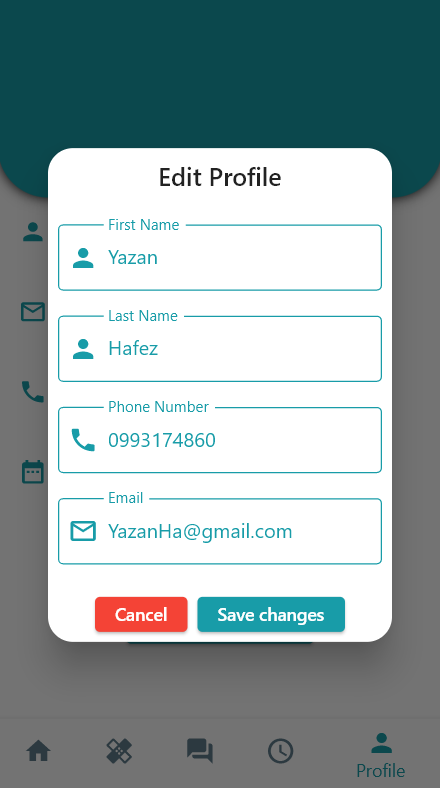 Edit Profile
First Name
Yazan
Last Name
Hafez
Phone Number
0993174860
Email
YazanHa@gmail.com
Cancel Save changes
Profile